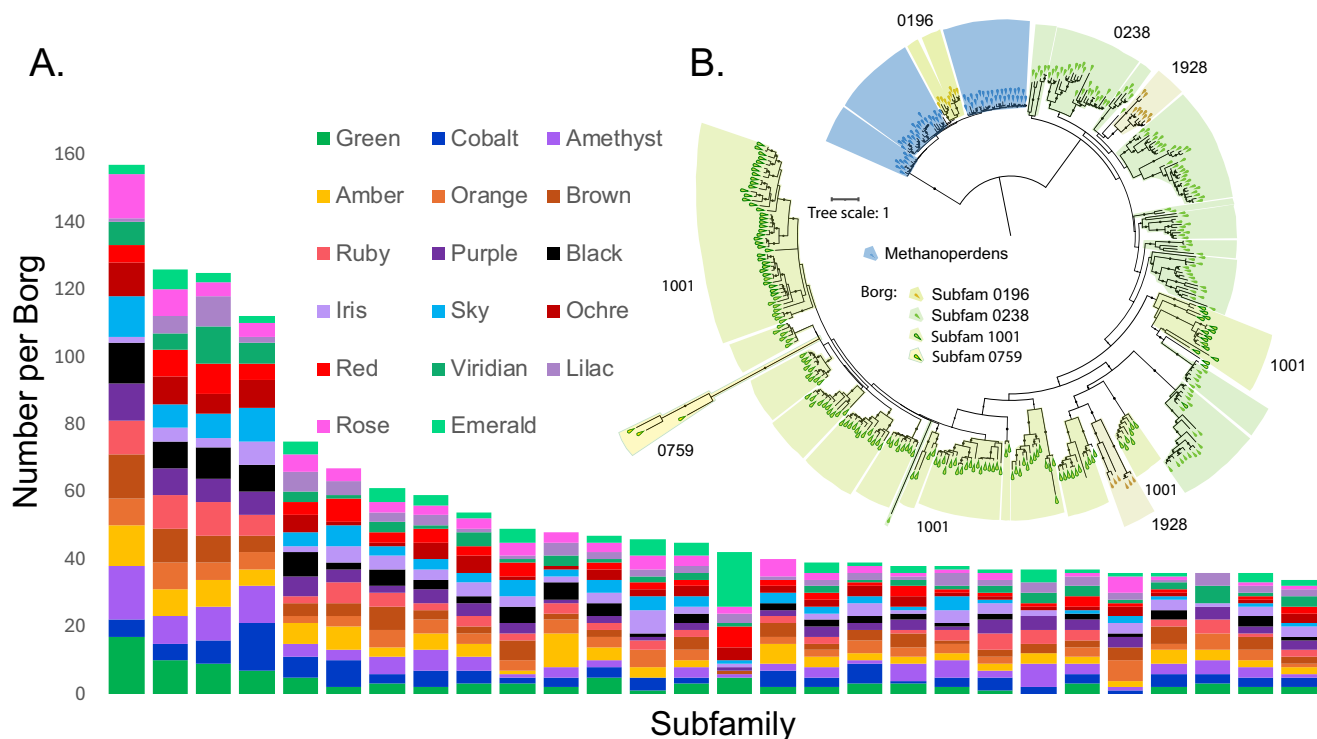 A.
Number per Borg
160
140
120
100
80
60
40
20
0
Green Cobalt Amethyst
Amber Orange Brown
Ruby Purple Black
Iris Sky Ochre
Red Viridian Lilac
Rose Emerald
Subfamily
B.
0196
0238
1928
1001
1001
0759
1001
1001
1928
Tree scale: 1
Methanoperdens
Borg:
Subfam 0196
Subfam 0238
Subfam 1001
Subfam 0759